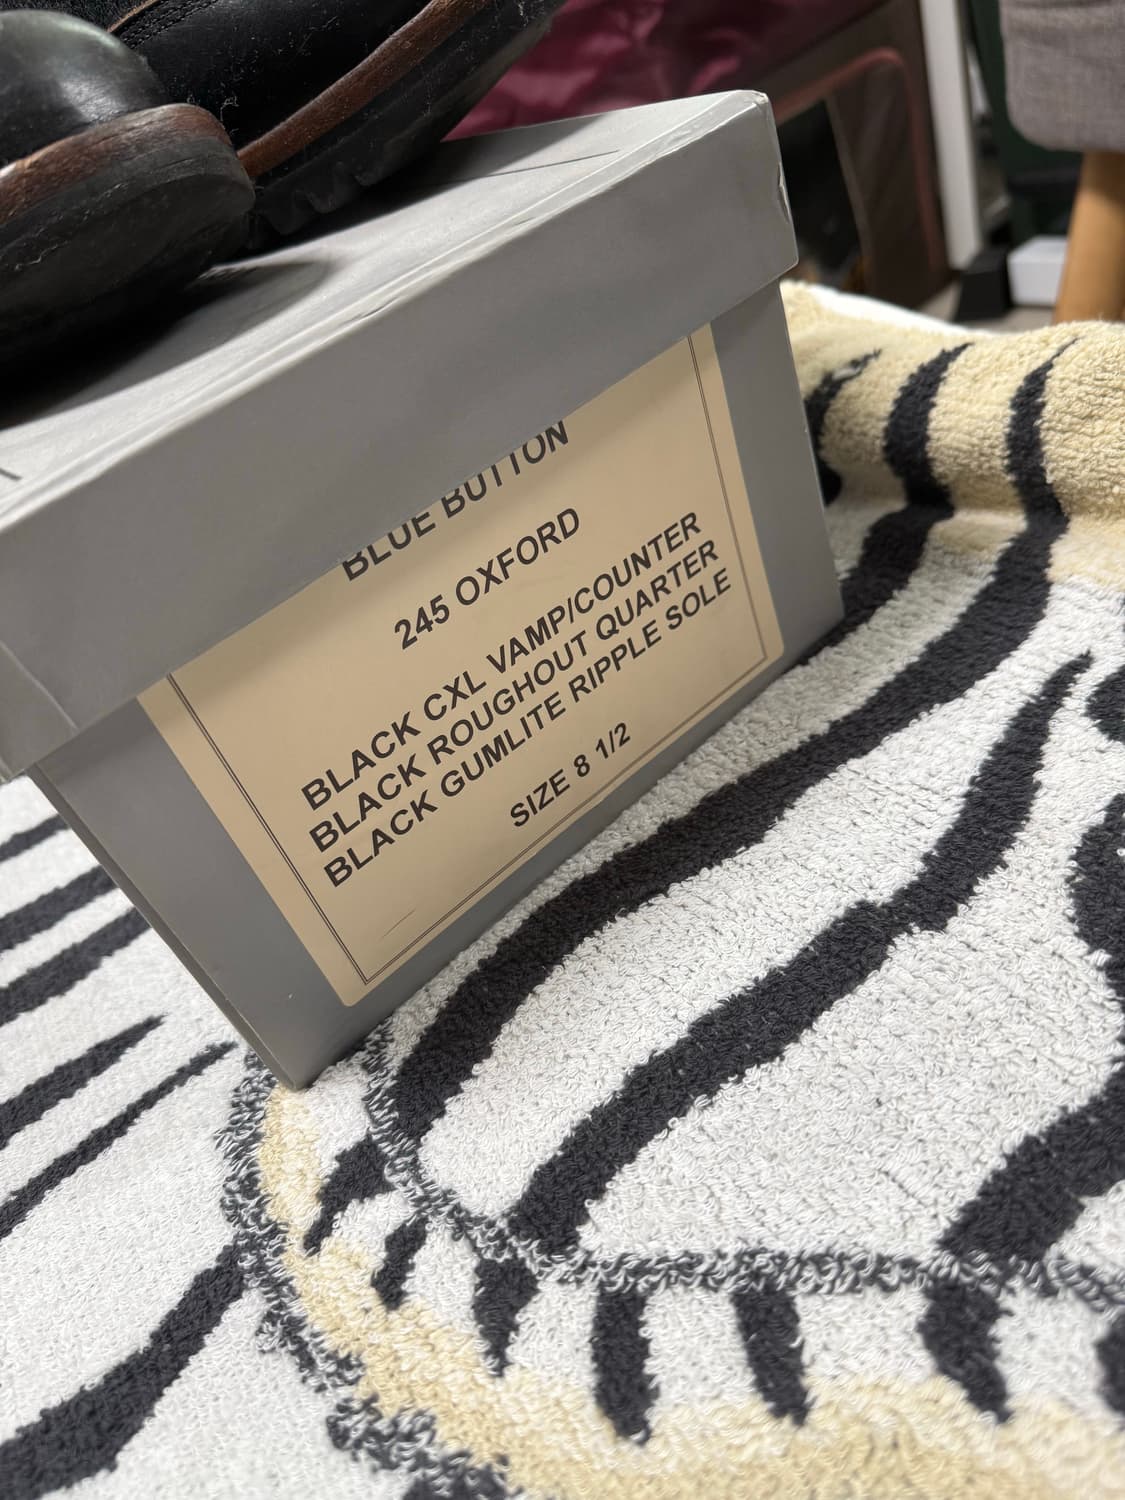 BLUE BUTTON
245 OXFORD
BLACK CXL VAMP/COUNTER
BLACK ROUGHOUT QUARTER
BLACK GUMLITE RIPPLE SOLE
SIZE 8 1/2